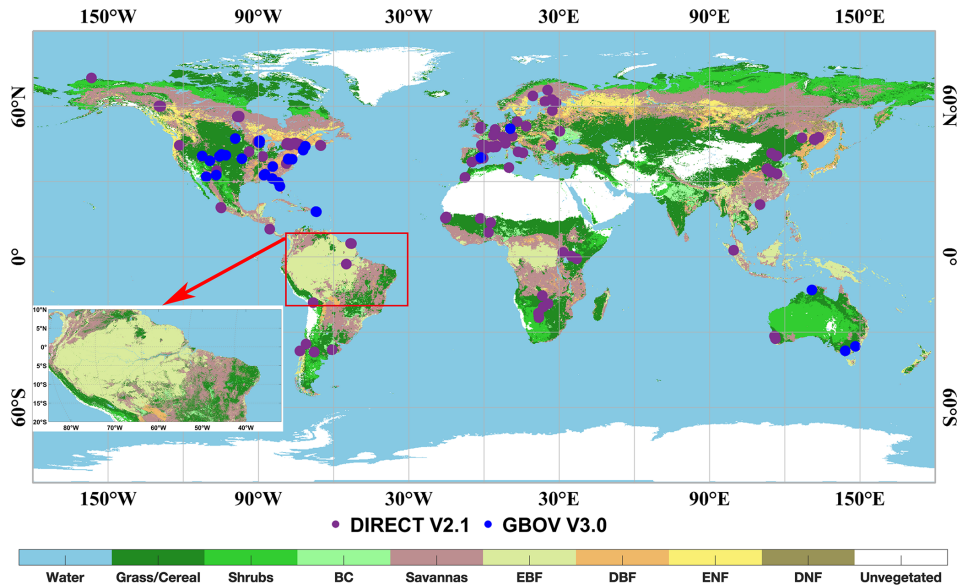 150°W 90°W 30°W 30°E 90°E 150°E
60°N 60°N
0° 0°
60°S 60°S
10°N
5°N
0°
5°S
10°S
15°S
20°S
80°W 70°W 60°W 50°W 40°W
150°W 90°W 30°W 30°E 90°E 150°E
DIRECT V2.1 GBOV V3.0
Water Grass/Cereal Shrubs BC Savannas EBF DBF ENF DNF Unvegetated